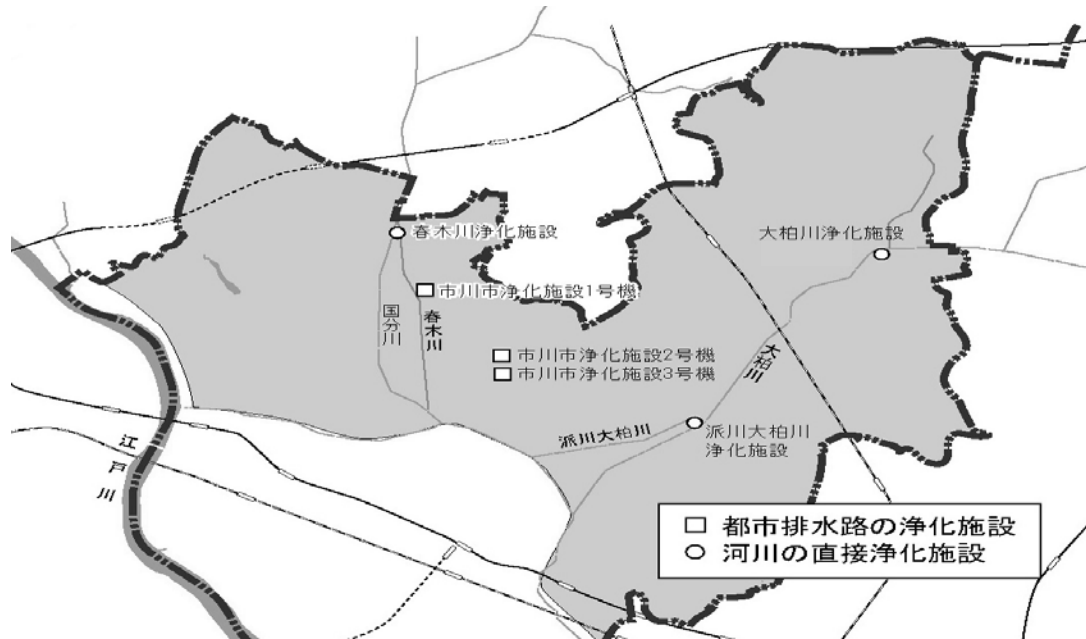 春木川浄化施設
大柏川浄化施設
市川市浄化施設1号機
国分川
春木川
市川市浄化施設2号機
市川市浄化施設3号機
大柏川
派川大柏川
派川大柏川
浄化施設
江戸川
都市排水路の浄化施設
河川の直接浄化施設